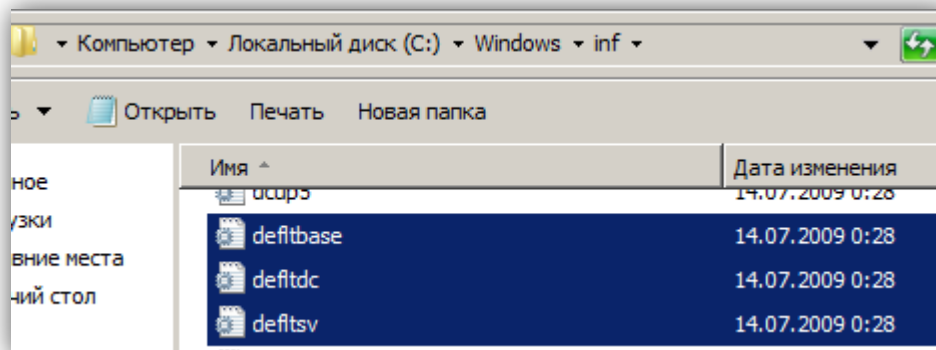 ▾ Компьютер ▾ Локальный диск (C:) ▾ Windows ▾ inf ▾
ь ▾ Открыть Печать Новая папка
Имя Дата изменения
ное
dcup5 14.07.2009 0:28
узки
defltbase 14.07.2009 0:28
вние места
defltdc 14.07.2009 0:28
чий стол
defltsv 14.07.2009 0:28